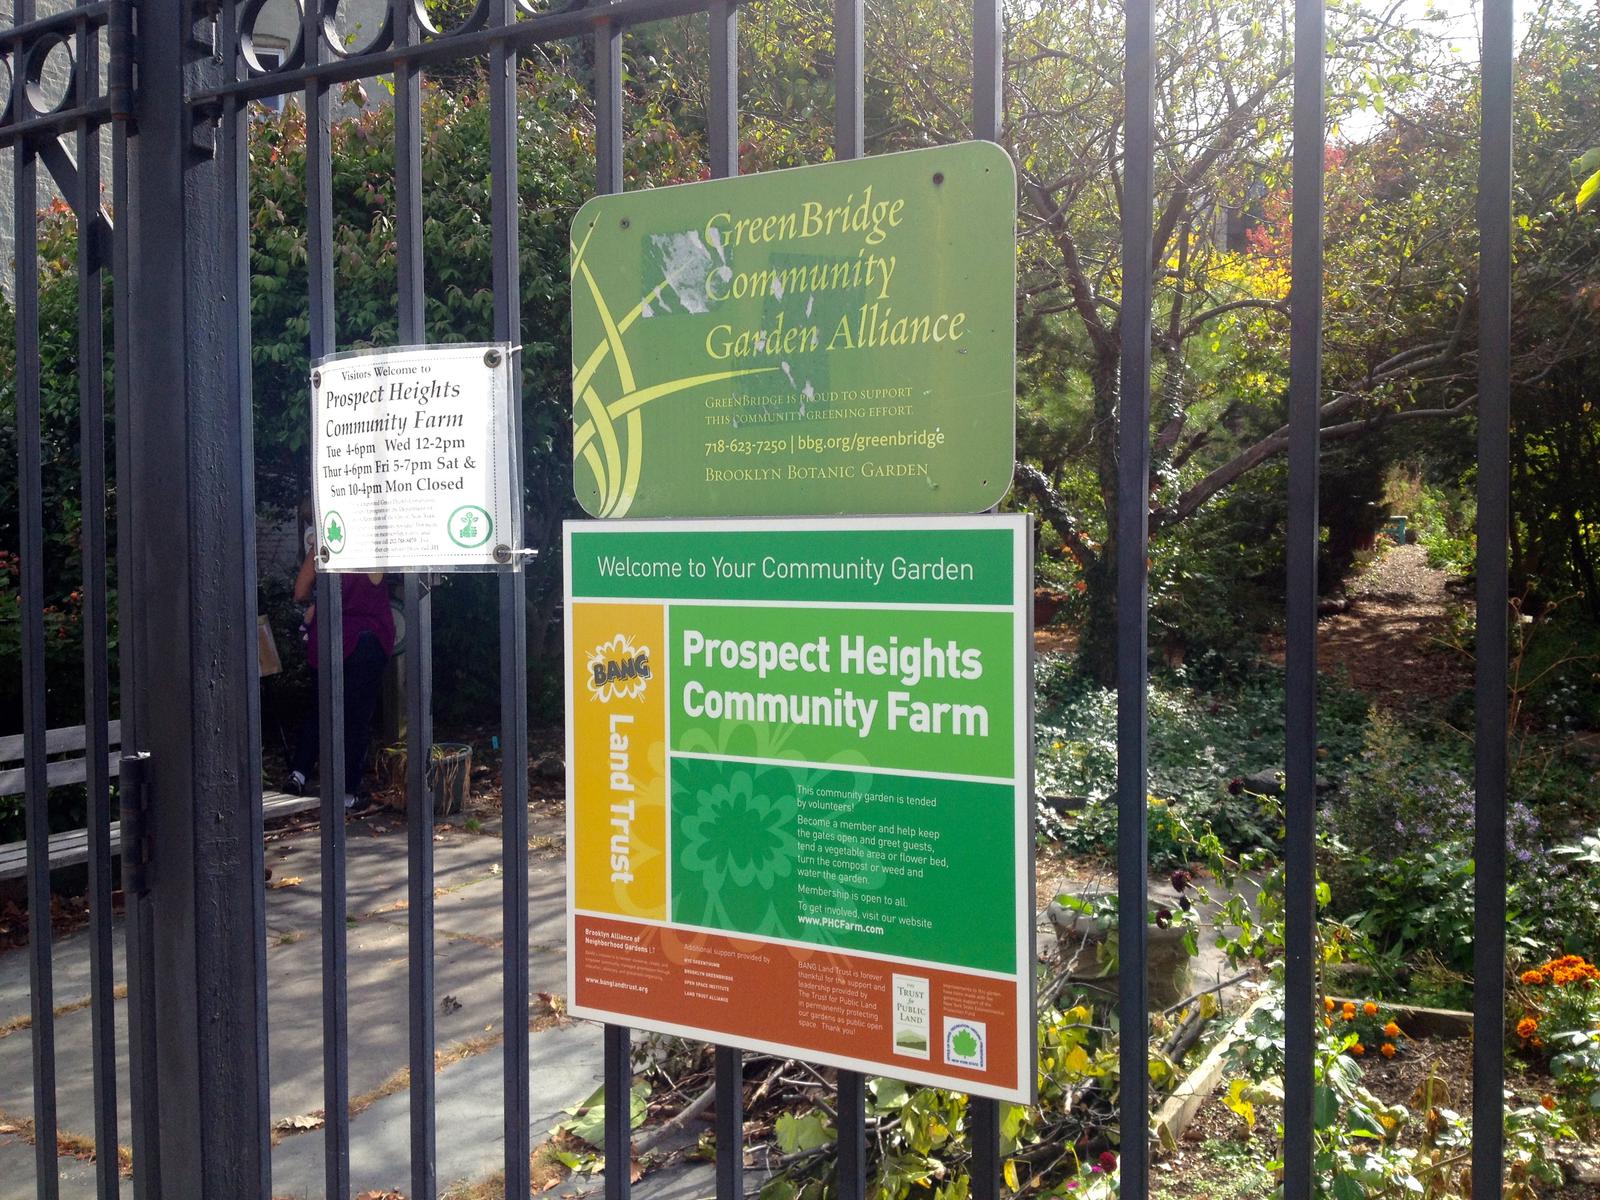 Visitors Welcome to
Prospect Heights
Community Farm
Tue 4-6pm Wed 12-2pm
Thur 4-6pm Fri 5-7pm Sat &
Sun 10-4pm Mon Closed
GreenBridge
Community
Garden Alliance
GreenBridge is proud to support
this community greening effort.
718-623-7250 | bbg.org/greenbridge
Brooklyn Botanic Garden
Welcome to Your Community Garden
BANG
Land Trust
Prospect Heights
Community Farm
This community garden is tended
by volunteers!
Become a member and help keep
the gates open and greet guests,
tend a vegetable area or flower bed,
turn the compost or weed and
water the garden.
Membership is open to all.
To get involved, visit our website
www.PHCFarm.com
Brooklyn Alliance of
Neighborhood Gardens LT
www.banglandtrust.org
Additional support provided by
NYC GREENTHUMB
BROOKLYN GREENBRIDGE
OPEN SPACE INSTITUTE
LAND TRUST ALLIANCE
BANG Land Trust is forever
thankful for the support and
leadership provided by
The Trust for Public Land
in permanently protecting
our gardens as public open
space. Thank you!
THE
TRUST
for
PUBLIC
LAND